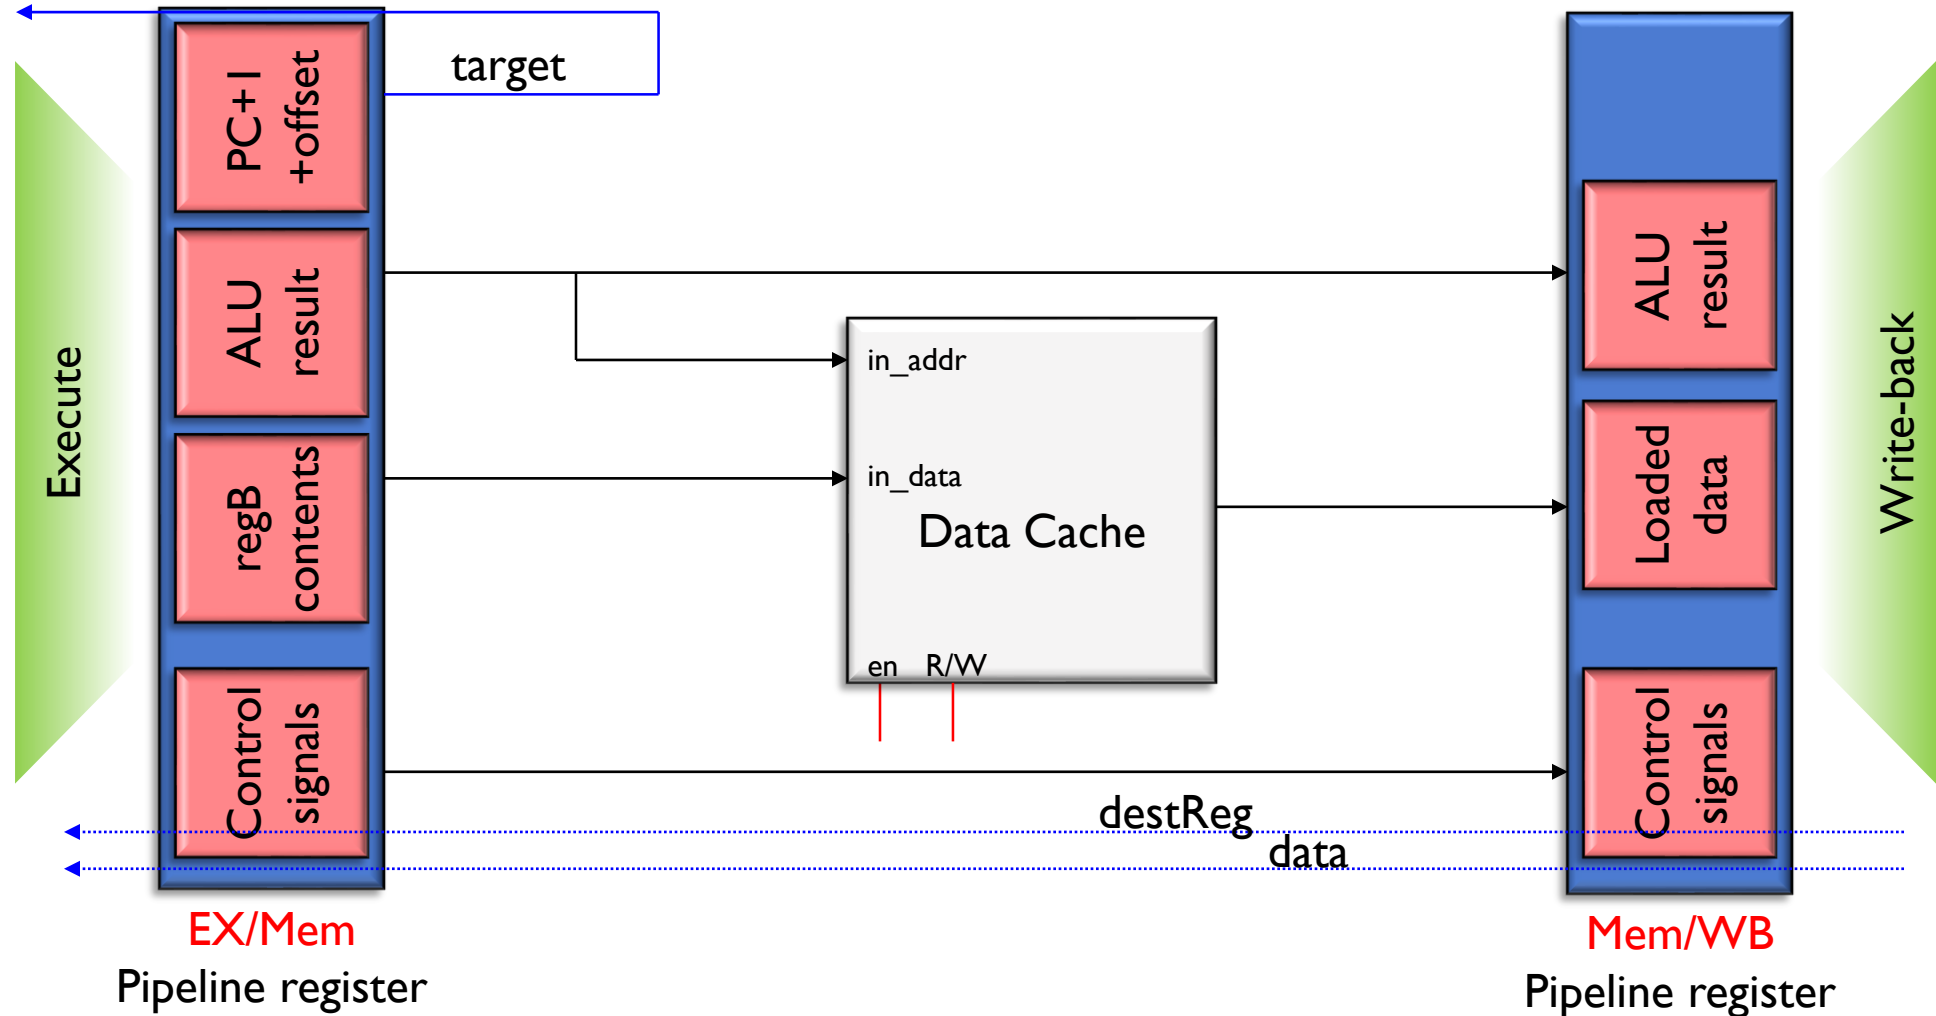 target
Execute
PC+1
+offset
ALU
result
regB
contents
Control
signals
in_addr
in_data
Data Cache
en R/W
ALU
result
Loaded
data
Control
signals
Write-back
destReg
data
EX/Mem
Pipeline register
Mem/WB
Pipeline register